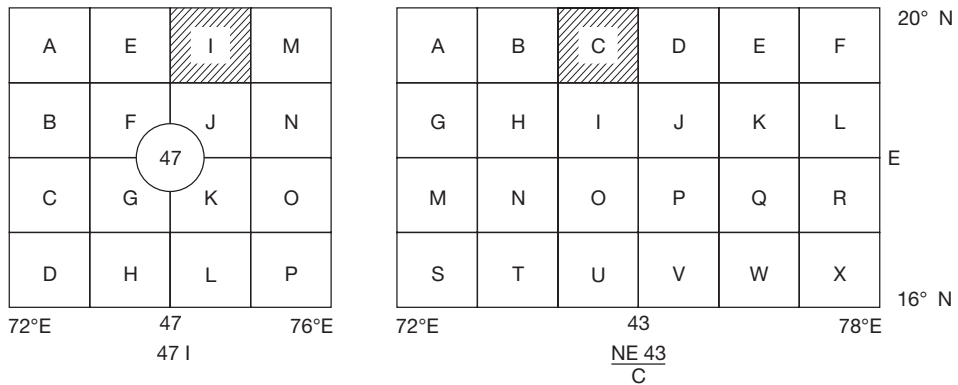 A E I M
B F J N
47
C G K O
D H L P
72°E 47 76°E
47 I
A B C D E F
G H I J K L
M N O P Q R
S T U V W X
20° N
E
16° N
72°E 43 78°E
NE 43
C